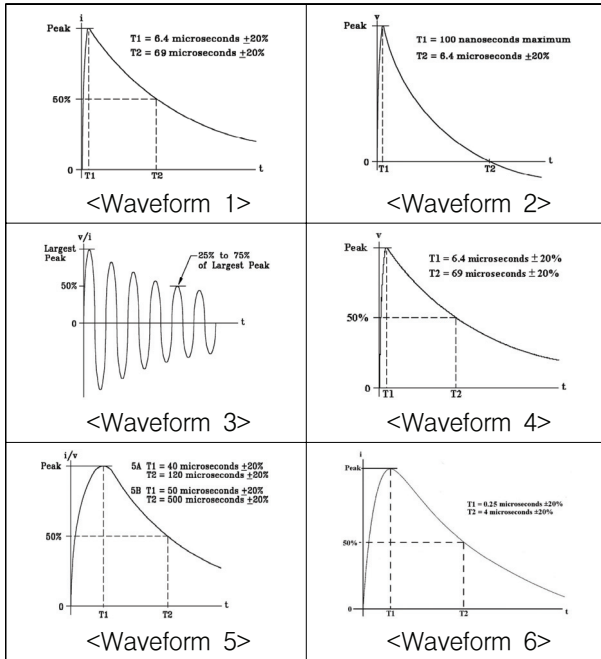 i
Peak
T1 = 6.4 microseconds ±20%
T2 = 69 microseconds ±20%
50%
0
T1
T2
t
<Waveform 1>
v
Peak
T1 = 100 nanoseconds maximum
T2 = 6.4 microseconds ±20%
0
T1
T2
t
<Waveform 2>
v/i
Largest
Peak
25% to 75%
of Largest Peak
50%
0
t
<Waveform 3>
v
Peak
T1 = 6.4 microseconds ± 20%
T2 = 69 microseconds ± 20%
50%
0
T1
T2
t
<Waveform 4>
i/v
Peak
5A T1 = 40 microseconds ±20%
T2 = 120 microseconds ±20%
5B T1 = 50 microseconds ±20%
T2 = 500 microseconds ±20%
50%
0
T1
T2
t
<Waveform 5>
i
Peak
T1 = 0.25 microseconds ±20%
T2 = 4 microseconds ±20%
50%
0
T1
T2
t
<Waveform 6>